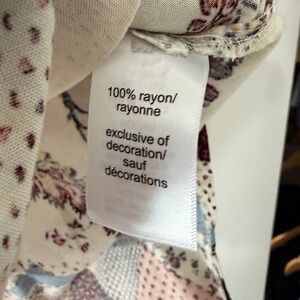 100% rayon/
rayonne
exclusive of
decoration/
sauf
décorations